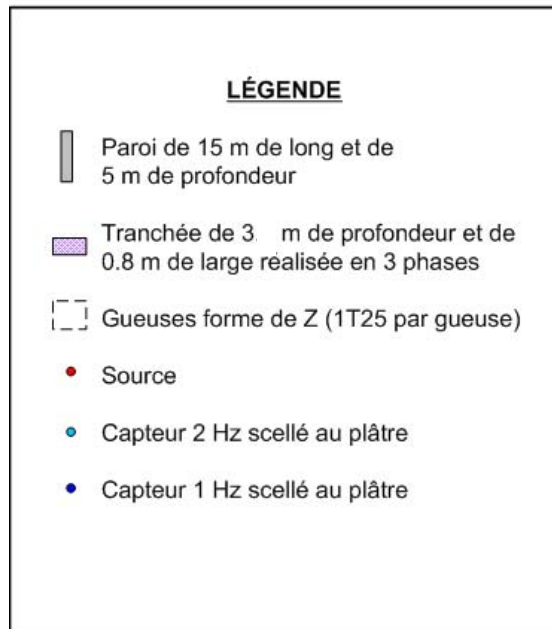 LÉGENDE
Paroi de 15 m de long et de
5 m de profondeur
Tranchée de 3. m de profondeur et de
0.8 m de large réalisée en 3 phases
Gueuses forme de Z (1T25 par gueuse)
Source
Capteur 2 Hz scellé au plâtre
Capteur 1 Hz scellé au plâtre